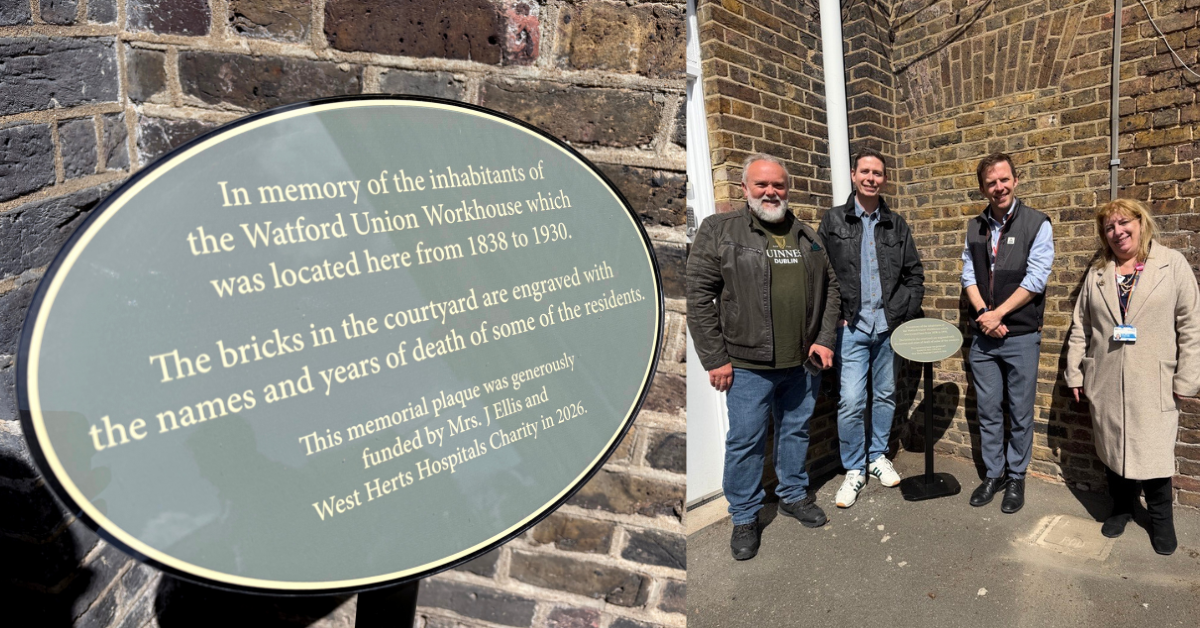 In memory of the inhabitants of
the Watford Union Workhouse which
was located here from 1838 to 1930.
The bricks in the courtyard are engraved with
the names and years of death of some of the residents.
This memorial plaque was generously
funded by Mrs. J Ellis and
West Herts Hospitals Charity in 2026.
GUINNESS
DUBLIN